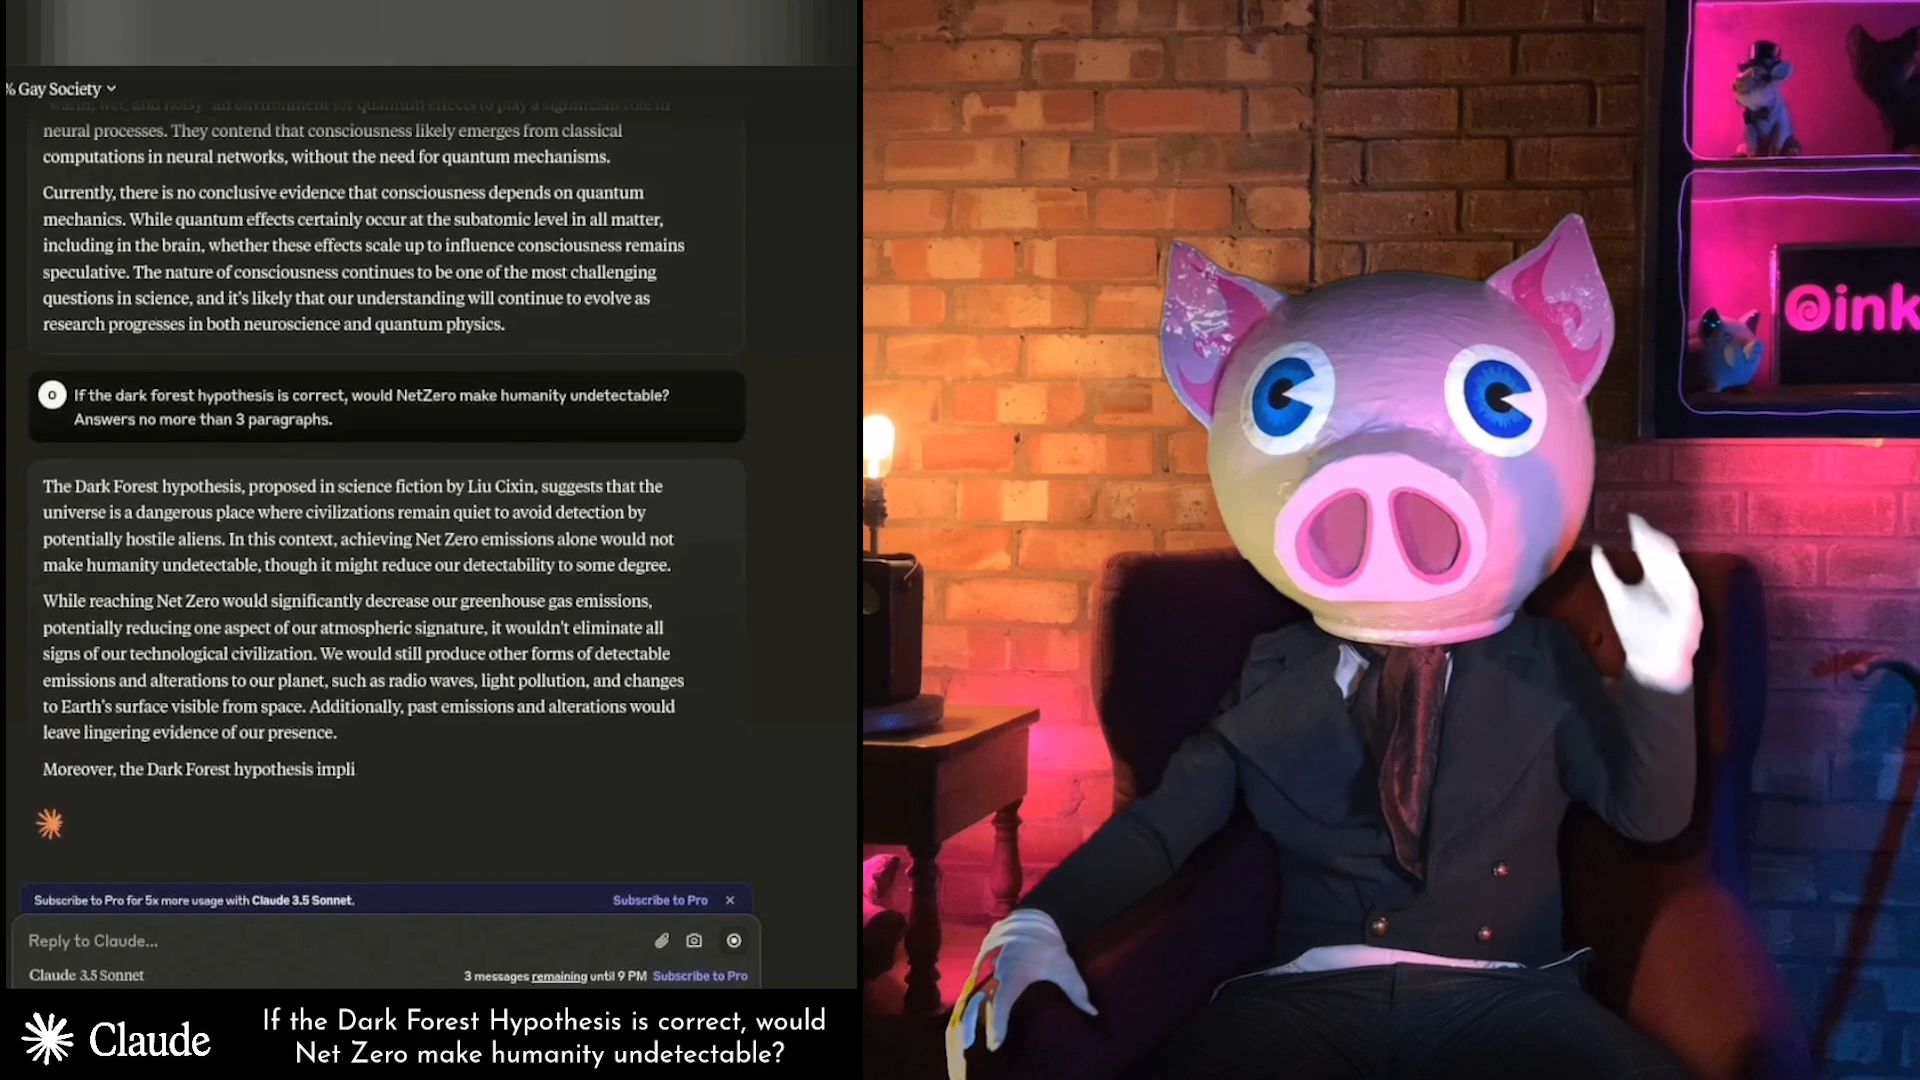 % Gay Society
"warm, wet, and noisy" an environment for quantum effects to play a significant role in
neural processes. They contend that consciousness likely emerges from classical
computations in neural networks, without the need for quantum mechanisms.
Currently, there is no conclusive evidence that consciousness depends on quantum
mechanics. While quantum effects certainly occur at the subatomic level in all matter,
including in the brain, whether these effects scale up to influence consciousness remains
speculative. The nature of consciousness continues to be one of the most challenging
questions in science, and it's likely that our understanding will continue to evolve as
research progresses in both neuroscience and quantum physics.
O
If the dark forest hypothesis is correct, would NetZero make humanity undetectable?
Answers no more than 3 paragraphs.
The Dark Forest hypothesis, proposed in science fiction by Liu Cixin, suggests that the
universe is a dangerous place where civilizations remain quiet to avoid detection by
potentially hostile aliens. In this context, achieving Net Zero emissions alone would not
make humanity undetectable, though it might reduce our detectability to some degree.
While reaching Net Zero would significantly decrease our greenhouse gas emissions,
potentially reducing one aspect of our atmospheric signature, it wouldn't eliminate all
signs of our technological civilization. We would still produce other forms of detectable
emissions and alterations to our planet, such as radio waves, light pollution, and changes
to Earth's surface visible from space. Additionally, past emissions and alterations would
leave lingering evidence of our presence.
Moreover, the Dark Forest hypothesis impli
Subscribe to Pro for 5x more usage with Claude 3.5 Sonnet. Subscribe to Pro
Reply to Claude...
Claude 3.5 Sonnet 3 messages remaining until 9 PM Subscribe to Pro
Claude
If the Dark Forest Hypothesis is correct, would
Net Zero make humanity undetectable?
Oink